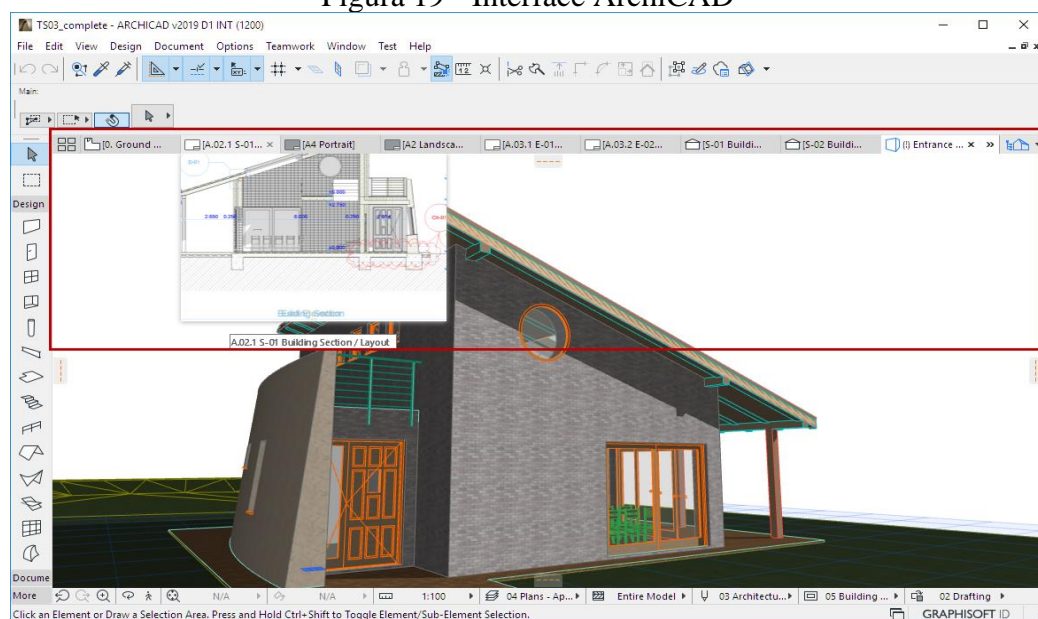 Figura 19 - Interface ArchiCAD
TS03_complete - ARCHICAD v2019 D1 INT (1200)
File Edit View Design Document Options Teamwork Window Test Help
Main:
[0. Ground ... [A.02.1 S-01... [A4 Portrait] [A2 Landsca... [A.03.1 E-01... [A.03.2 E-02... [S-01 Buildi... [S-02 Buildi... (!) Entrance ...
Design
Building Section
A.02.1 S-01 Building Section / Layout
Docume
More N/A N/A 1:100 04 Plans - Ap... Entire Model 03 Architectu... 05 Building ... 02 Drafting
Click an Element or Draw a Selection Area. Press and Hold Ctrl+Shift to Toggle Element/Sub-Element Selection. GRAPHISOFT ID